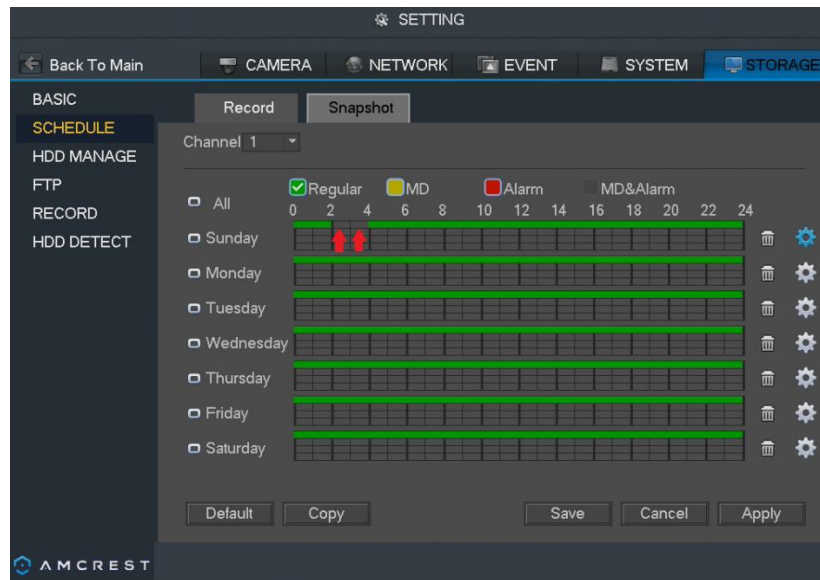 SETTING
Back To Main CAMERA NETWORK EVENT SYSTEM STORAGE
BASIC
SCHEDULE
HDD MANAGE
FTP
RECORD
HDD DETECT
Record Snapshot
Channel 1
All Regular MD Alarm MD&Alarm
0 2 4 6 8 10 12 14 16 18 20 22 24
Sunday
Monday
Tuesday
Wednesday
Thursday
Friday
Saturday
Default Copy Save Cancel Apply
AMCREST